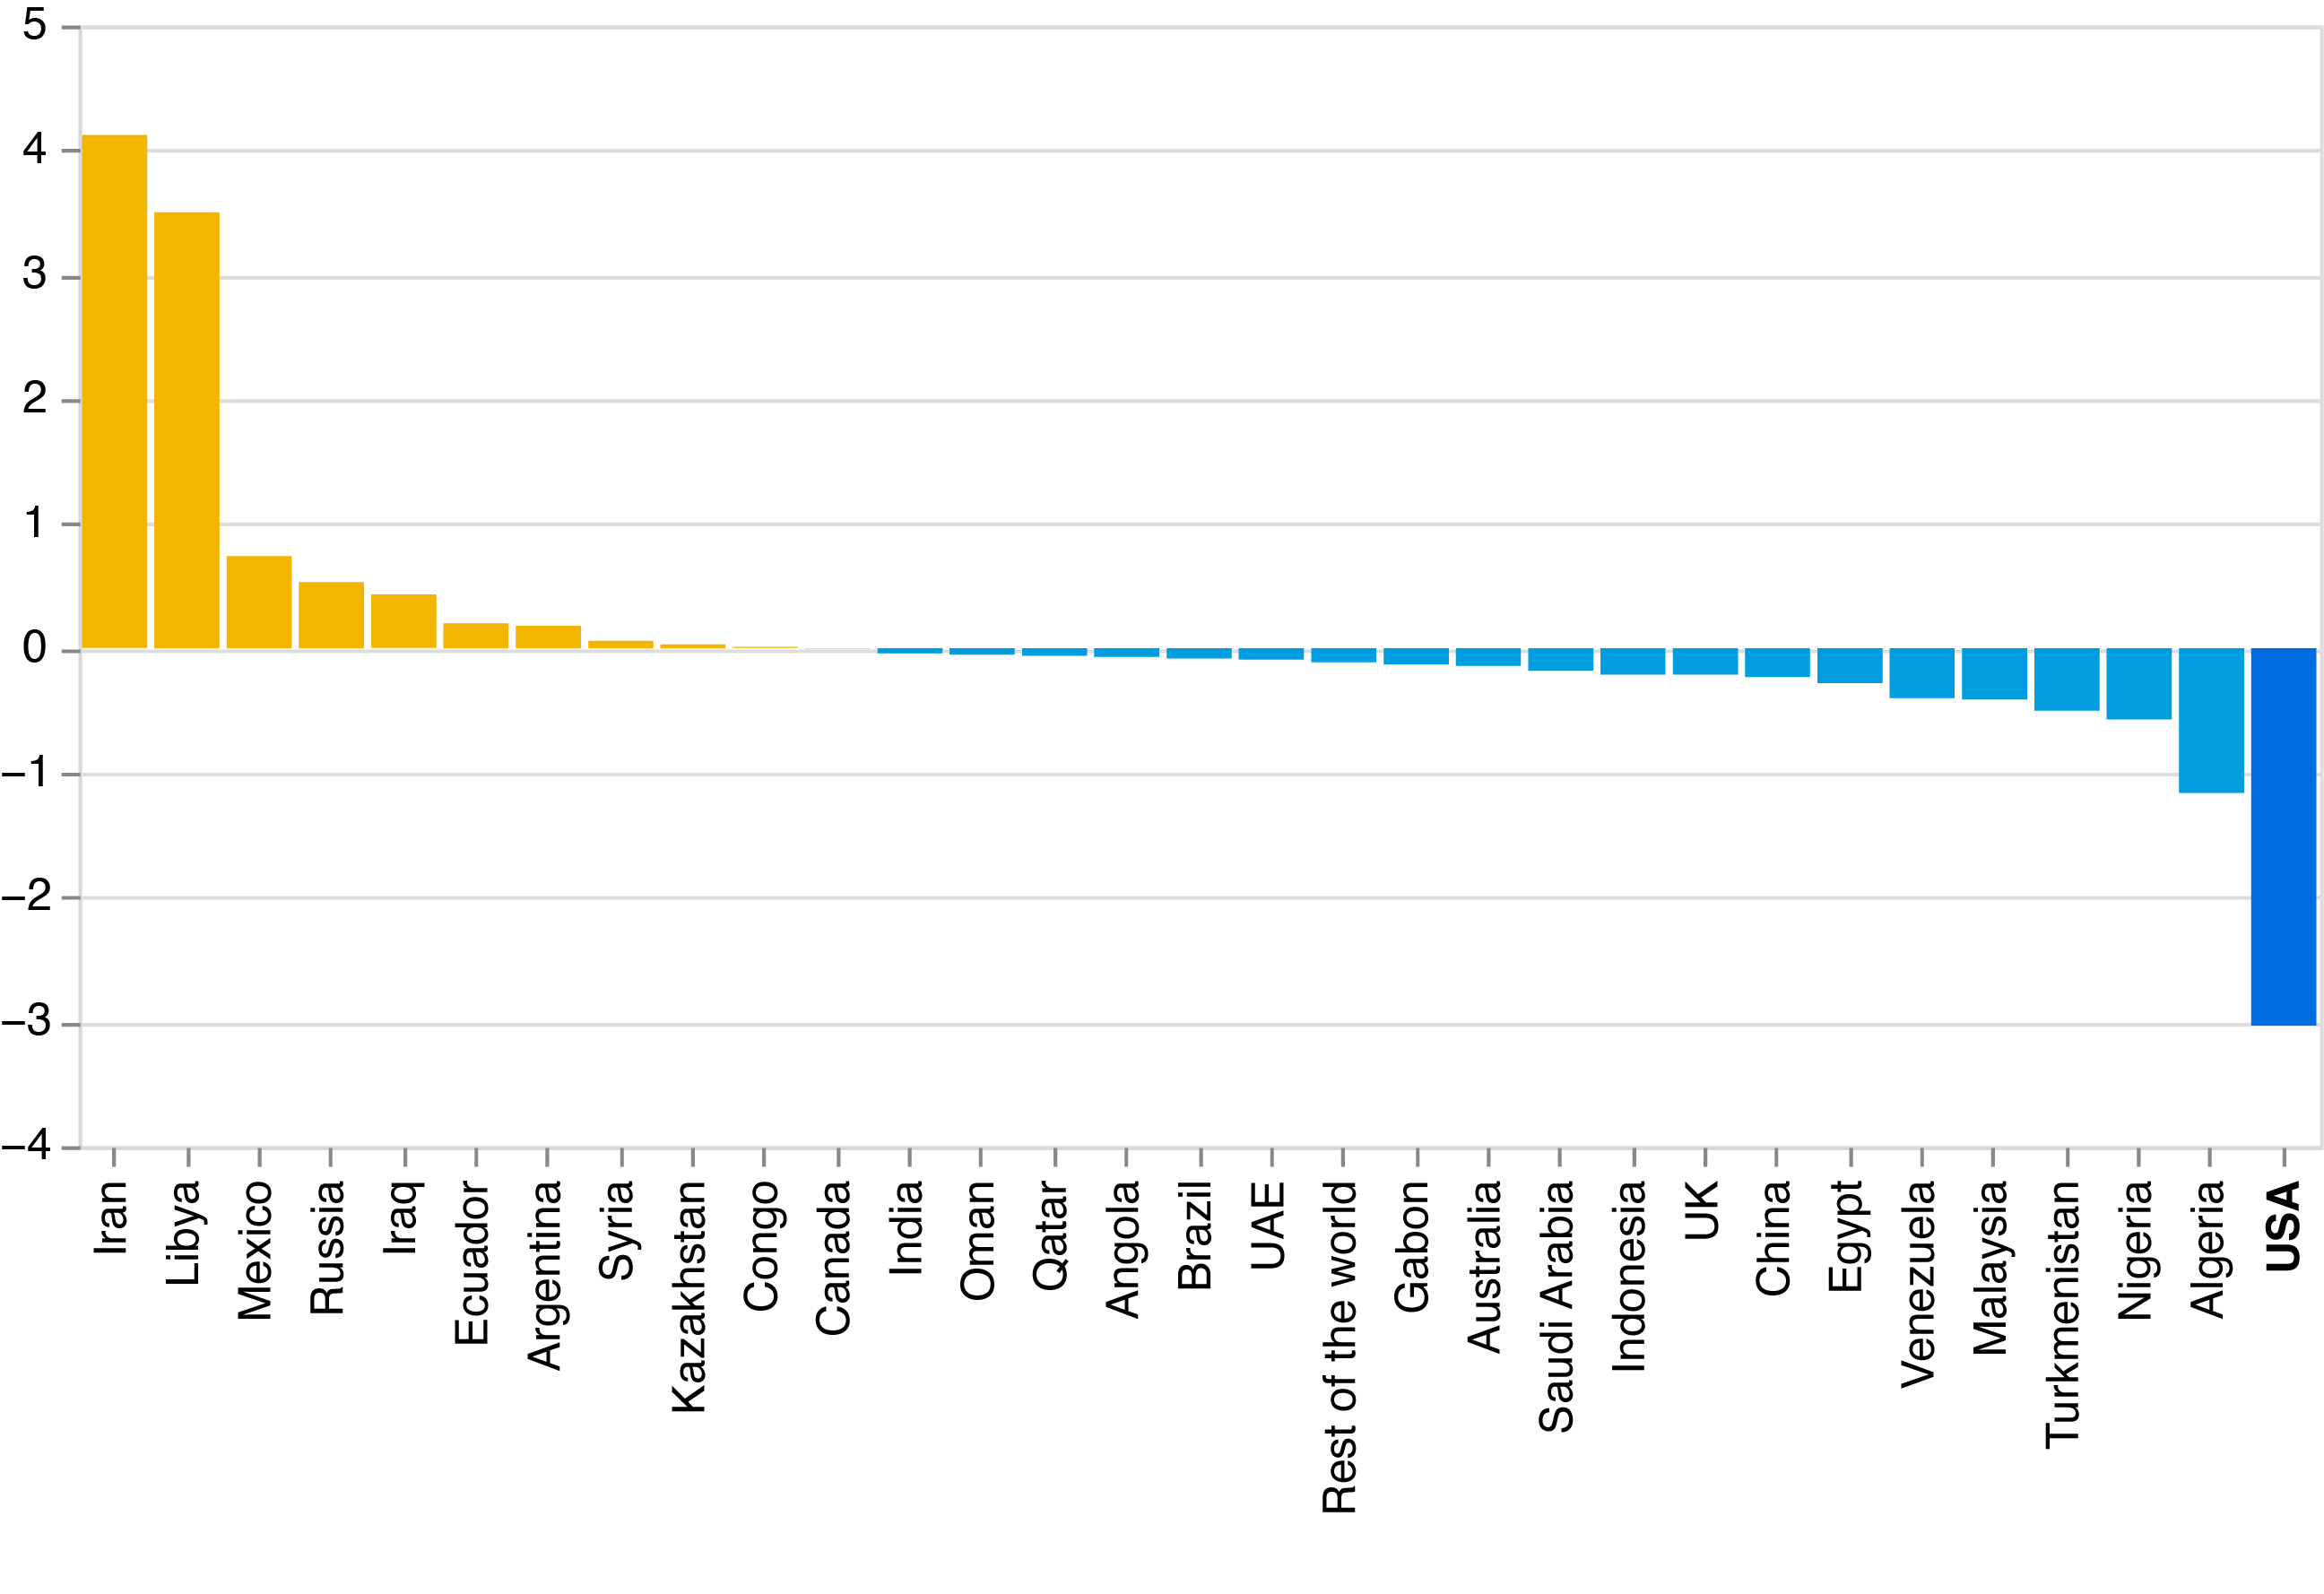 5
4
3
2
1
0
−1
−2
−3
−4
Iran
Libya
Mexico
Russia
Iraq
Ecuador
Argentina
Syria
Kazakhstan
Congo
Canada
India
Oman
Qatar
Angola
Brazil
UAE
Rest of the world
Gabon
Australia
Saudi Arabia
Indonesia
UK
China
Egypt
Venezuela
Malaysia
Turkmenistan
Nigeria
Algeria
USA